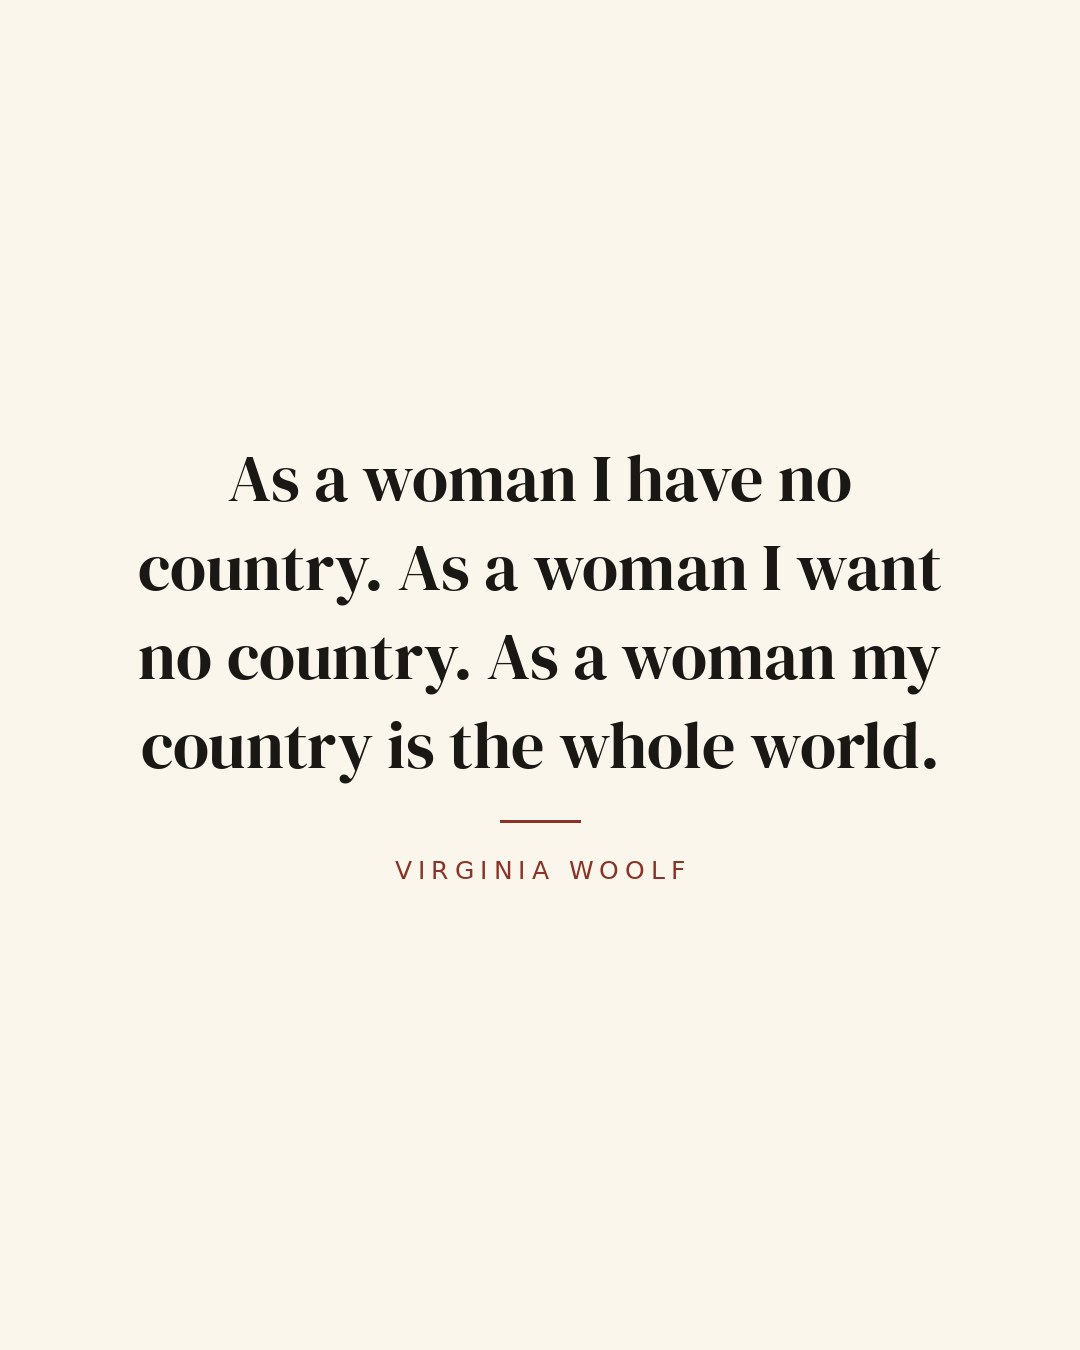 As a woman I have no
country. As a woman I want
no country. As a woman my
country is the whole world.
VIRGINIA WOOLF